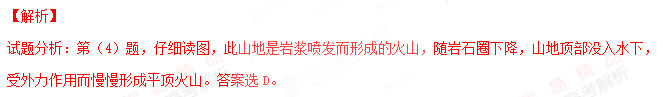 【解析】
试题分析：第（4）题，仔细读图，此山地是岩浆喷发而形成的火山，随岩石圈下降，山地顶部没入水下，
受外力作用而慢慢形成平顶火山。答案选 D。